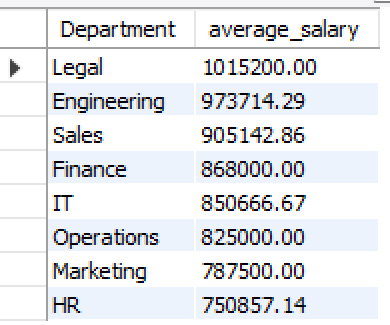 Department average_salary
Legal 1015200.00
Engineering 973714.29
Sales 905142.86
Finance 868000.00
IT 850666.67
Operations 825000.00
Marketing 787500.00
HR 750857.14